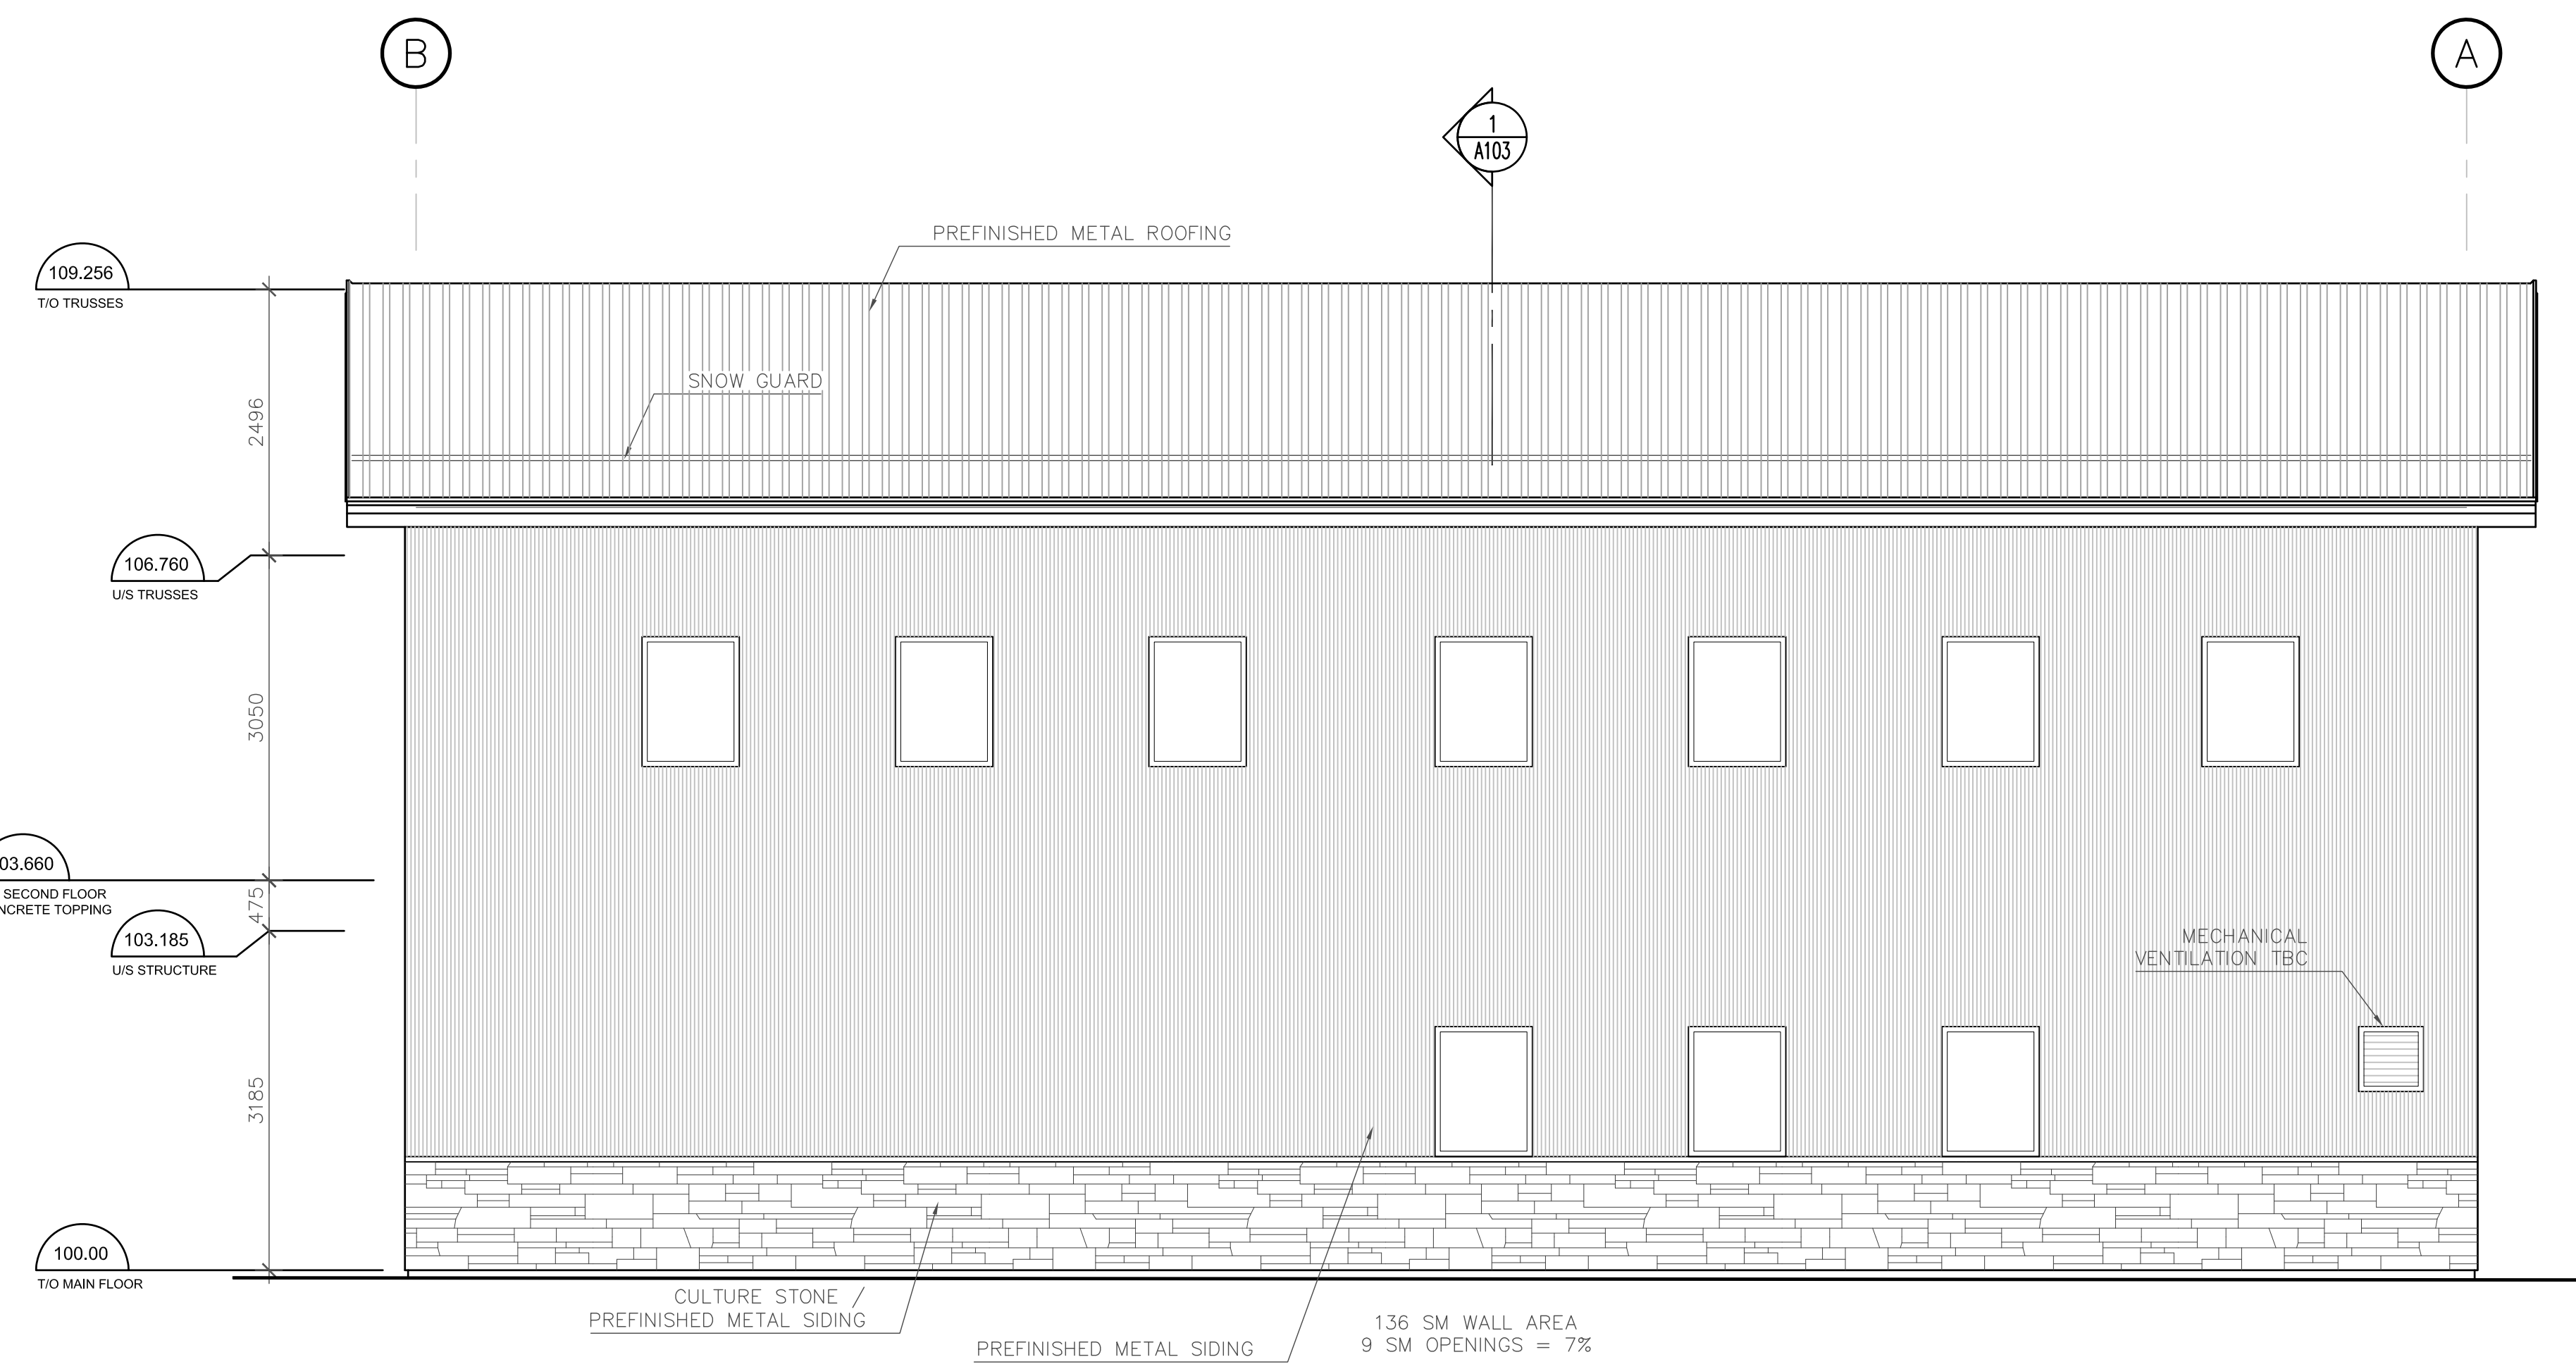 B
A
1
A103
PREFINISHED METAL ROOFING
109.256
T/O TRUSSES
SNOW GUARD
2496
106.760
U/S TRUSSES
3050
03.660
SECOND FLOOR
NCRETE TOPPING
475
103.185
U/S STRUCTURE
MECHANICAL
VENTILATION TBC
3185
100.00
T/O MAIN FLOOR
CULTURE STONE /
PREFINISHED METAL SIDING
PREFINISHED METAL SIDING
136 SM WALL AREA
9 SM OPENINGS = 7%